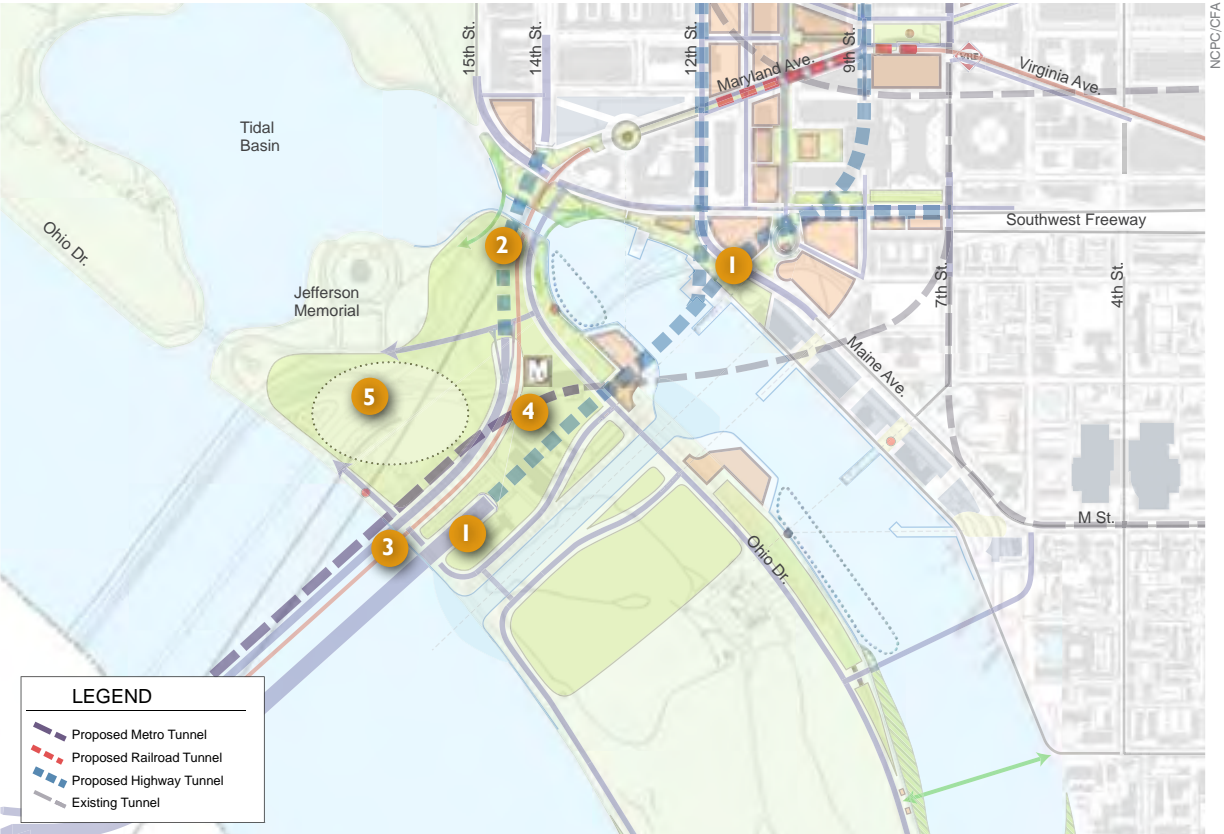 NCPC/CFA
15th St.
14th St.
12th St.
9th St.
Maryland Ave.
VRE
Virginia Ave.
Tidal
Basin
Southwest Freeway
Ohio Dr.
2
1
Jefferson
Memorial
7th St.
4th St.
M
Maine Ave.
5
4
M St.
1
3
Ohio Dr.
LEGEND
Proposed Metro Tunnel
Proposed Railroad Tunnel
Proposed Highway Tunnel
Existing Tunnel